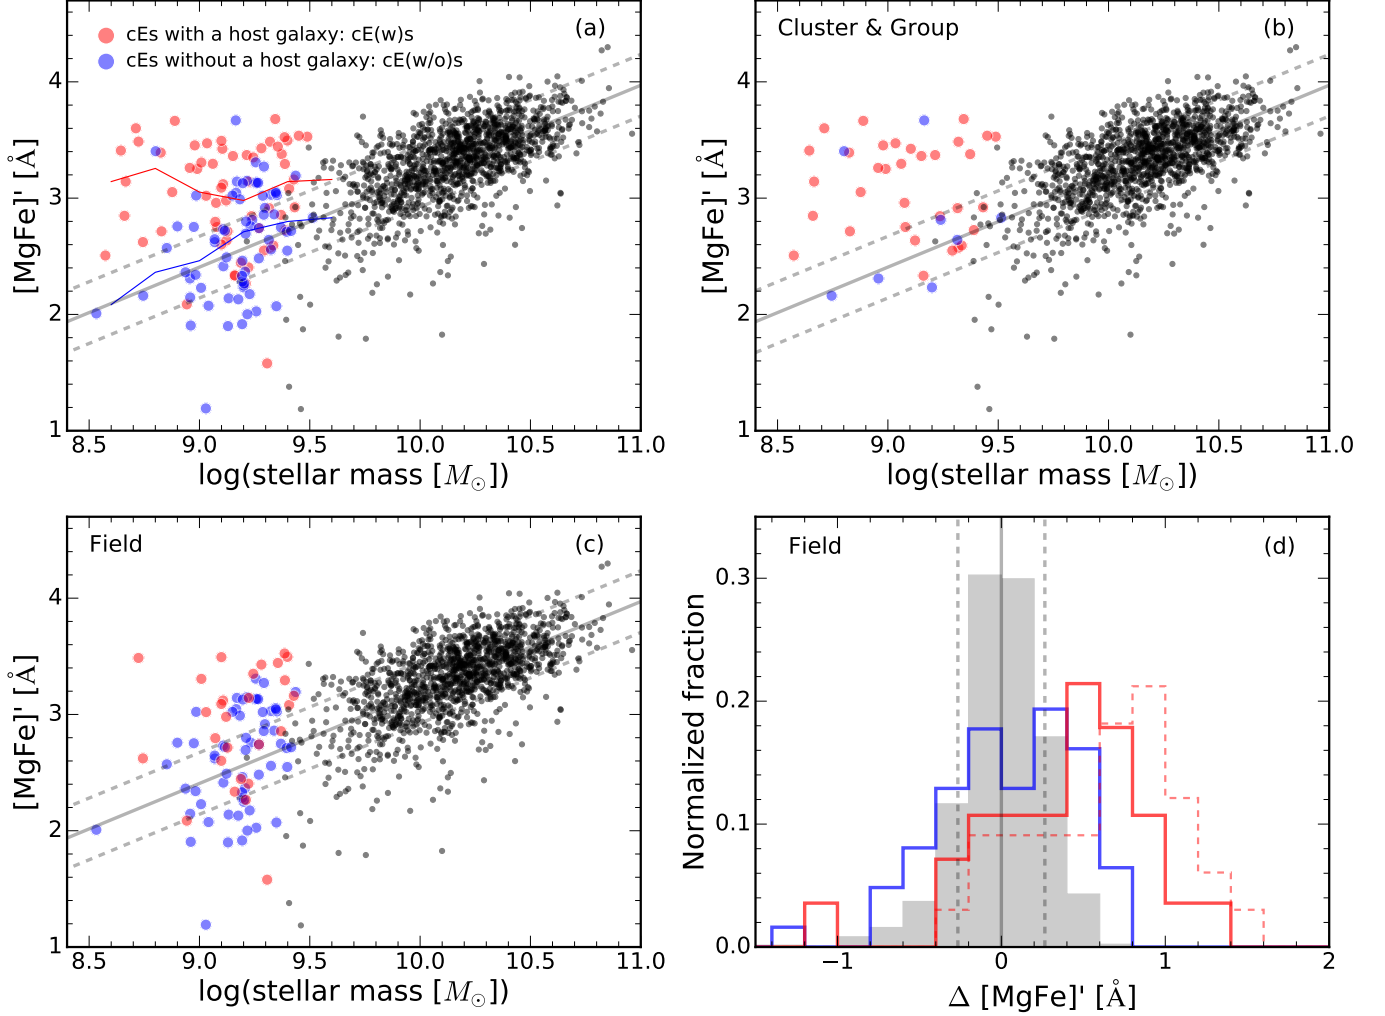 (a)
cEs with a host galaxy: cE(w)s
cEs without a host galaxy: cE(w/o)s
4
3
2
1
[MgFe]' [Å]
8.5 9.0 9.5 10.0 10.5 11.0
log(stellar mass [M⊙])
Cluster & Group (b)
4
3
2
1
[MgFe]' [Å]
8.5 9.0 9.5 10.0 10.5 11.0
log(stellar mass [M⊙])
Field (c)
4
3
2
1
[MgFe]' [Å]
8.5 9.0 9.5 10.0 10.5 11.0
log(stellar mass [M⊙])
Field (d)
0.3
0.2
0.1
0.0
Normalized fraction
−1 0 1 2
Δ [MgFe]' [Å]